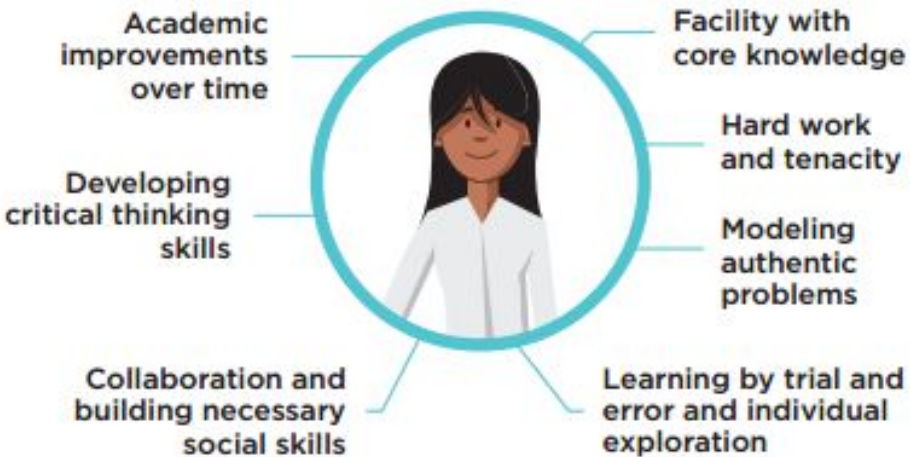 Academic
improvements
over time
Facility with
core knowledge
Hard work
and tenacity
Developing
critical thinking
skills
Modeling
authentic
problems
Collaboration and
building necessary
social skills
Learning by trial and
error and individual
exploration